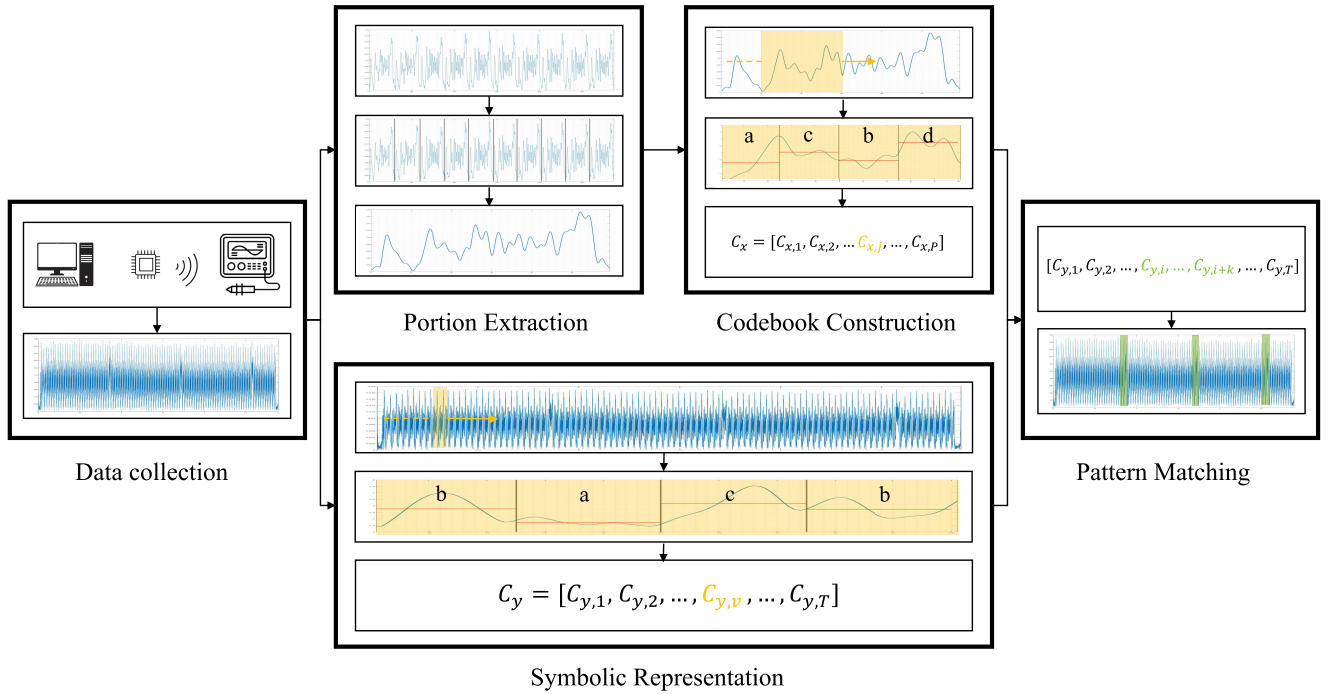 a c b d
C_x = [C_{x,1}, C_{x,2}, … C_{x,j}, … , C_{x,P}]
Portion Extraction
Codebook Construction
[C_{y,1}, C_{y,2}, … , C_{y,i}, … , C_{y,i+k} , … , C_{y,T}]
Data collection
b a c b
C_y = [C_{y,1}, C_{y,2}, … , C_{y,v} , … , C_{y,T}]
Pattern Matching
Symbolic Representation